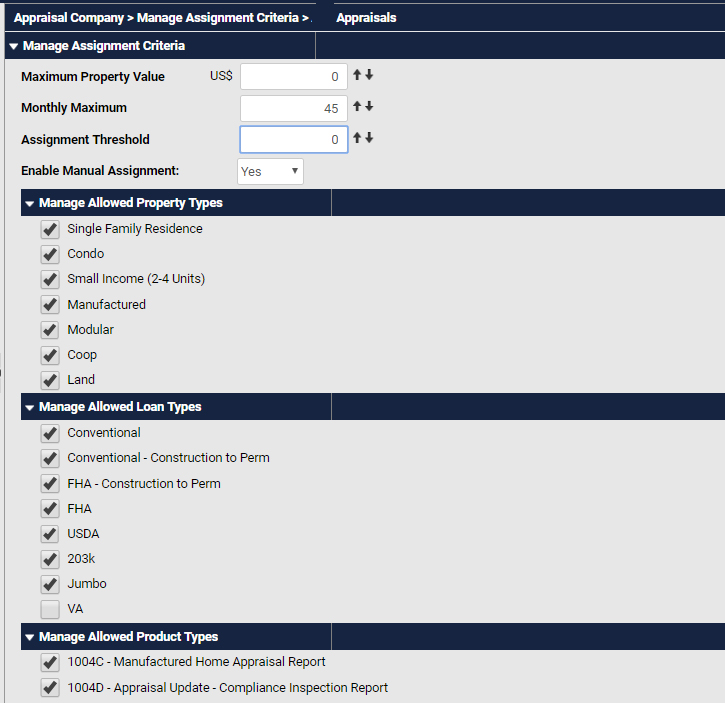 Appraisal Company > Manage Assignment Criteria > Appraisals
Manage Assignment Criteria
Maximum Property Value US$ 0
Monthly Maximum 45
Assignment Threshold 0
Enable Manual Assignment: Yes
Manage Allowed Property Types
Single Family Residence
Condo
Small Income (2-4 Units)
Manufactured
Modular
Coop
Land
Manage Allowed Loan Types
Conventional
Conventional - Construction to Perm
FHA - Construction to Perm
FHA
USDA
203k
Jumbo
VA
Manage Allowed Product Types
1004C - Manufactured Home Appraisal Report
1004D - Appraisal Update - Compliance Inspection Report